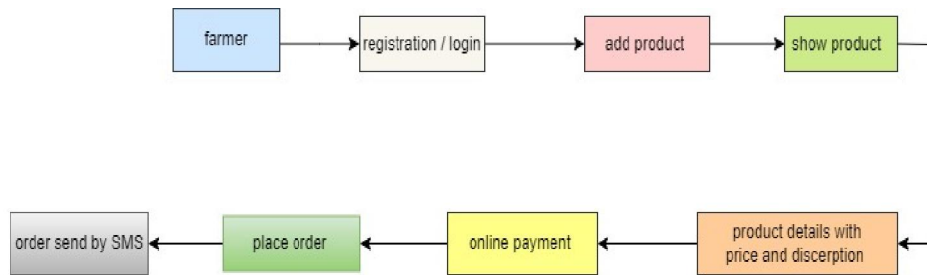 farmer
registration / login
add product
show product
order send by SMS
place order
online payment
product details with
price and discerption